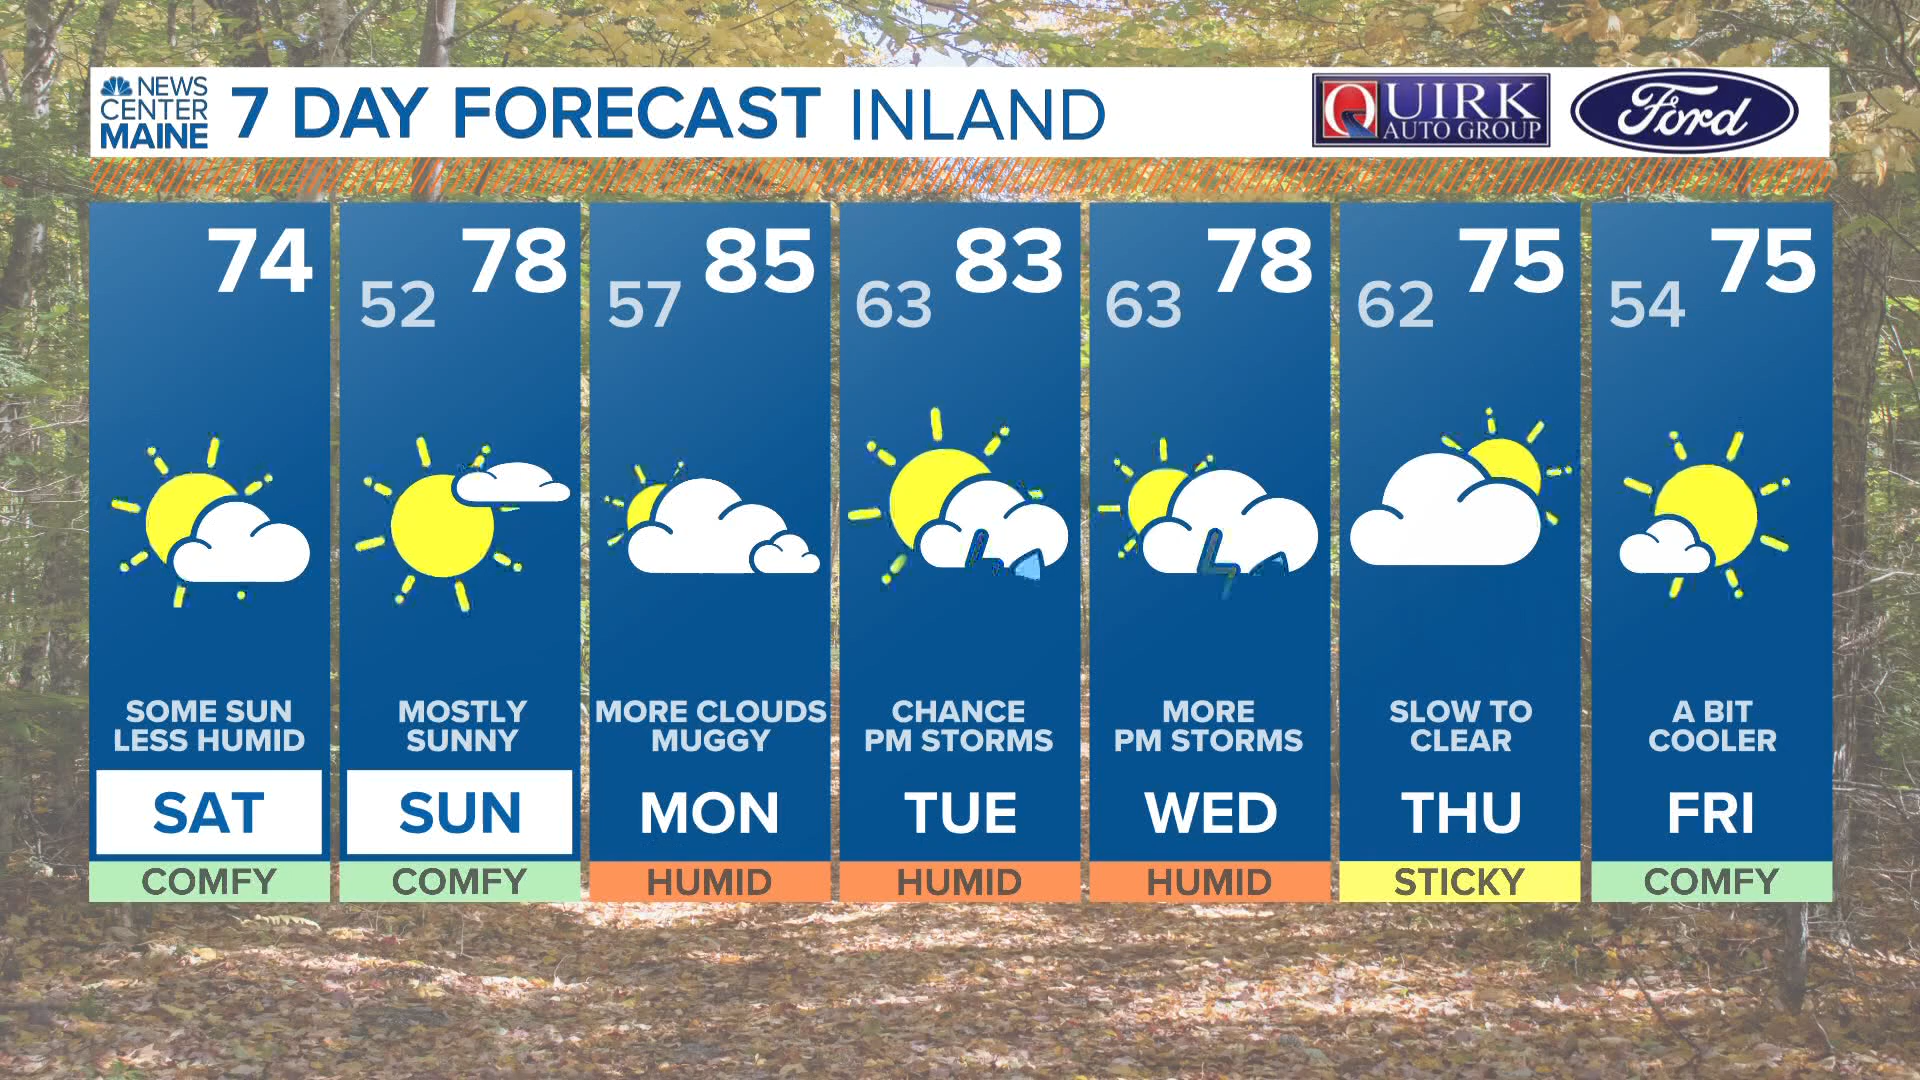 NEWS
CENTER
MAINE
7 DAY FORECAST INLAND
QUIRK
AUTO GROUP
Ford
74
52 78
57 85
63 83
63 78
62 75
54 75
SOME SUN
LESS HUMID
MOSTLY
SUNNY
MORE CLOUDS
MUGGY
CHANCE
PM STORMS
MORE
PM STORMS
SLOW TO
CLEAR
A BIT
COOLER
SAT
SUN
MON
TUE
WED
THU
FRI
COMFY
COMFY
HUMID
HUMID
HUMID
STICKY
COMFY